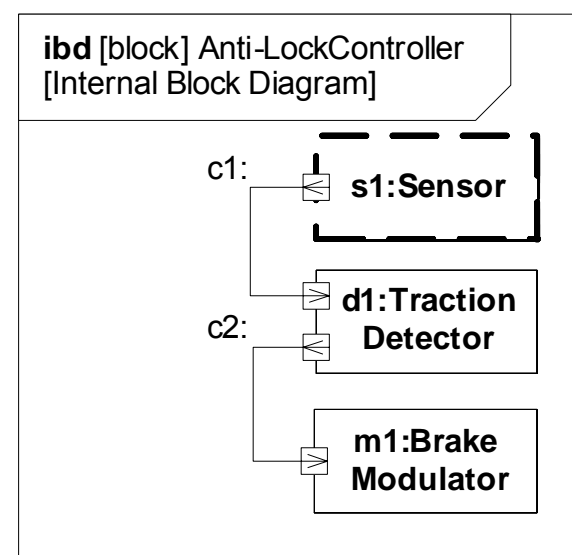 ibd [block] Anti-LockController
[Internal Block Diagram]
c1:
s1:Sensor
d1:Traction
Detector
c2:
m1:Brake
Modulator